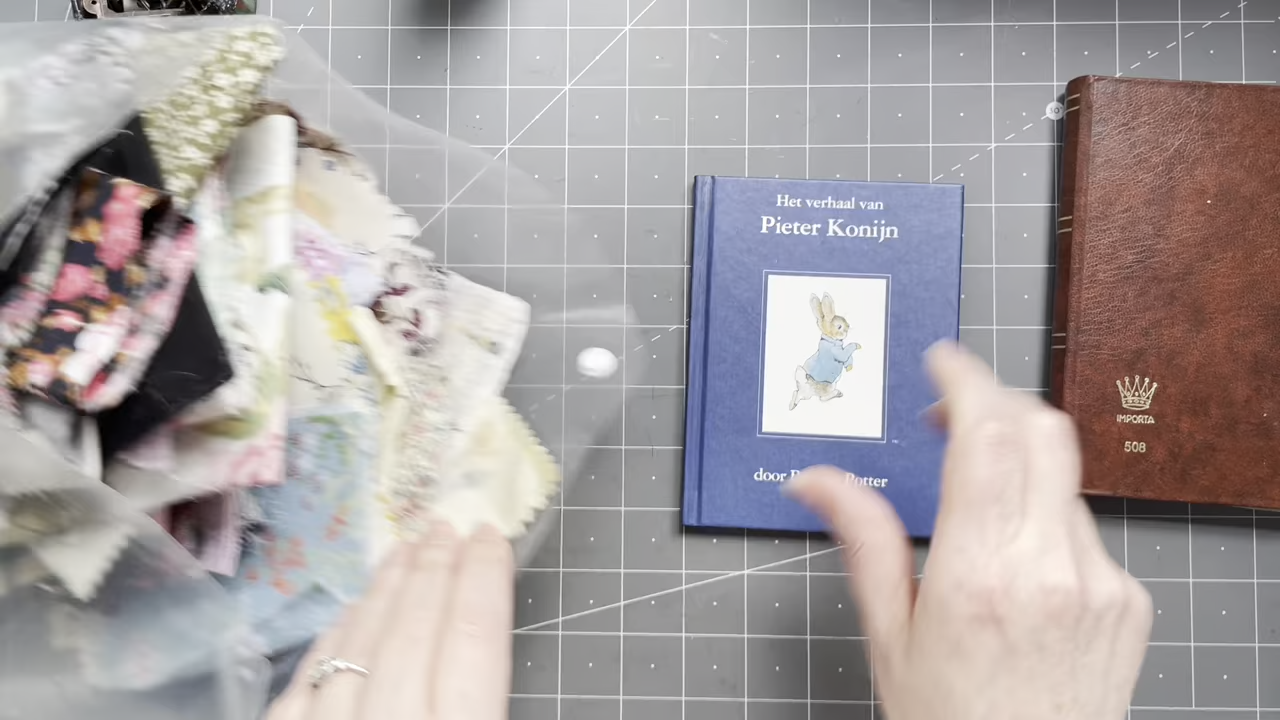 Het verhaal van
Pieter Konijn
door Potter
IMPORTA
508